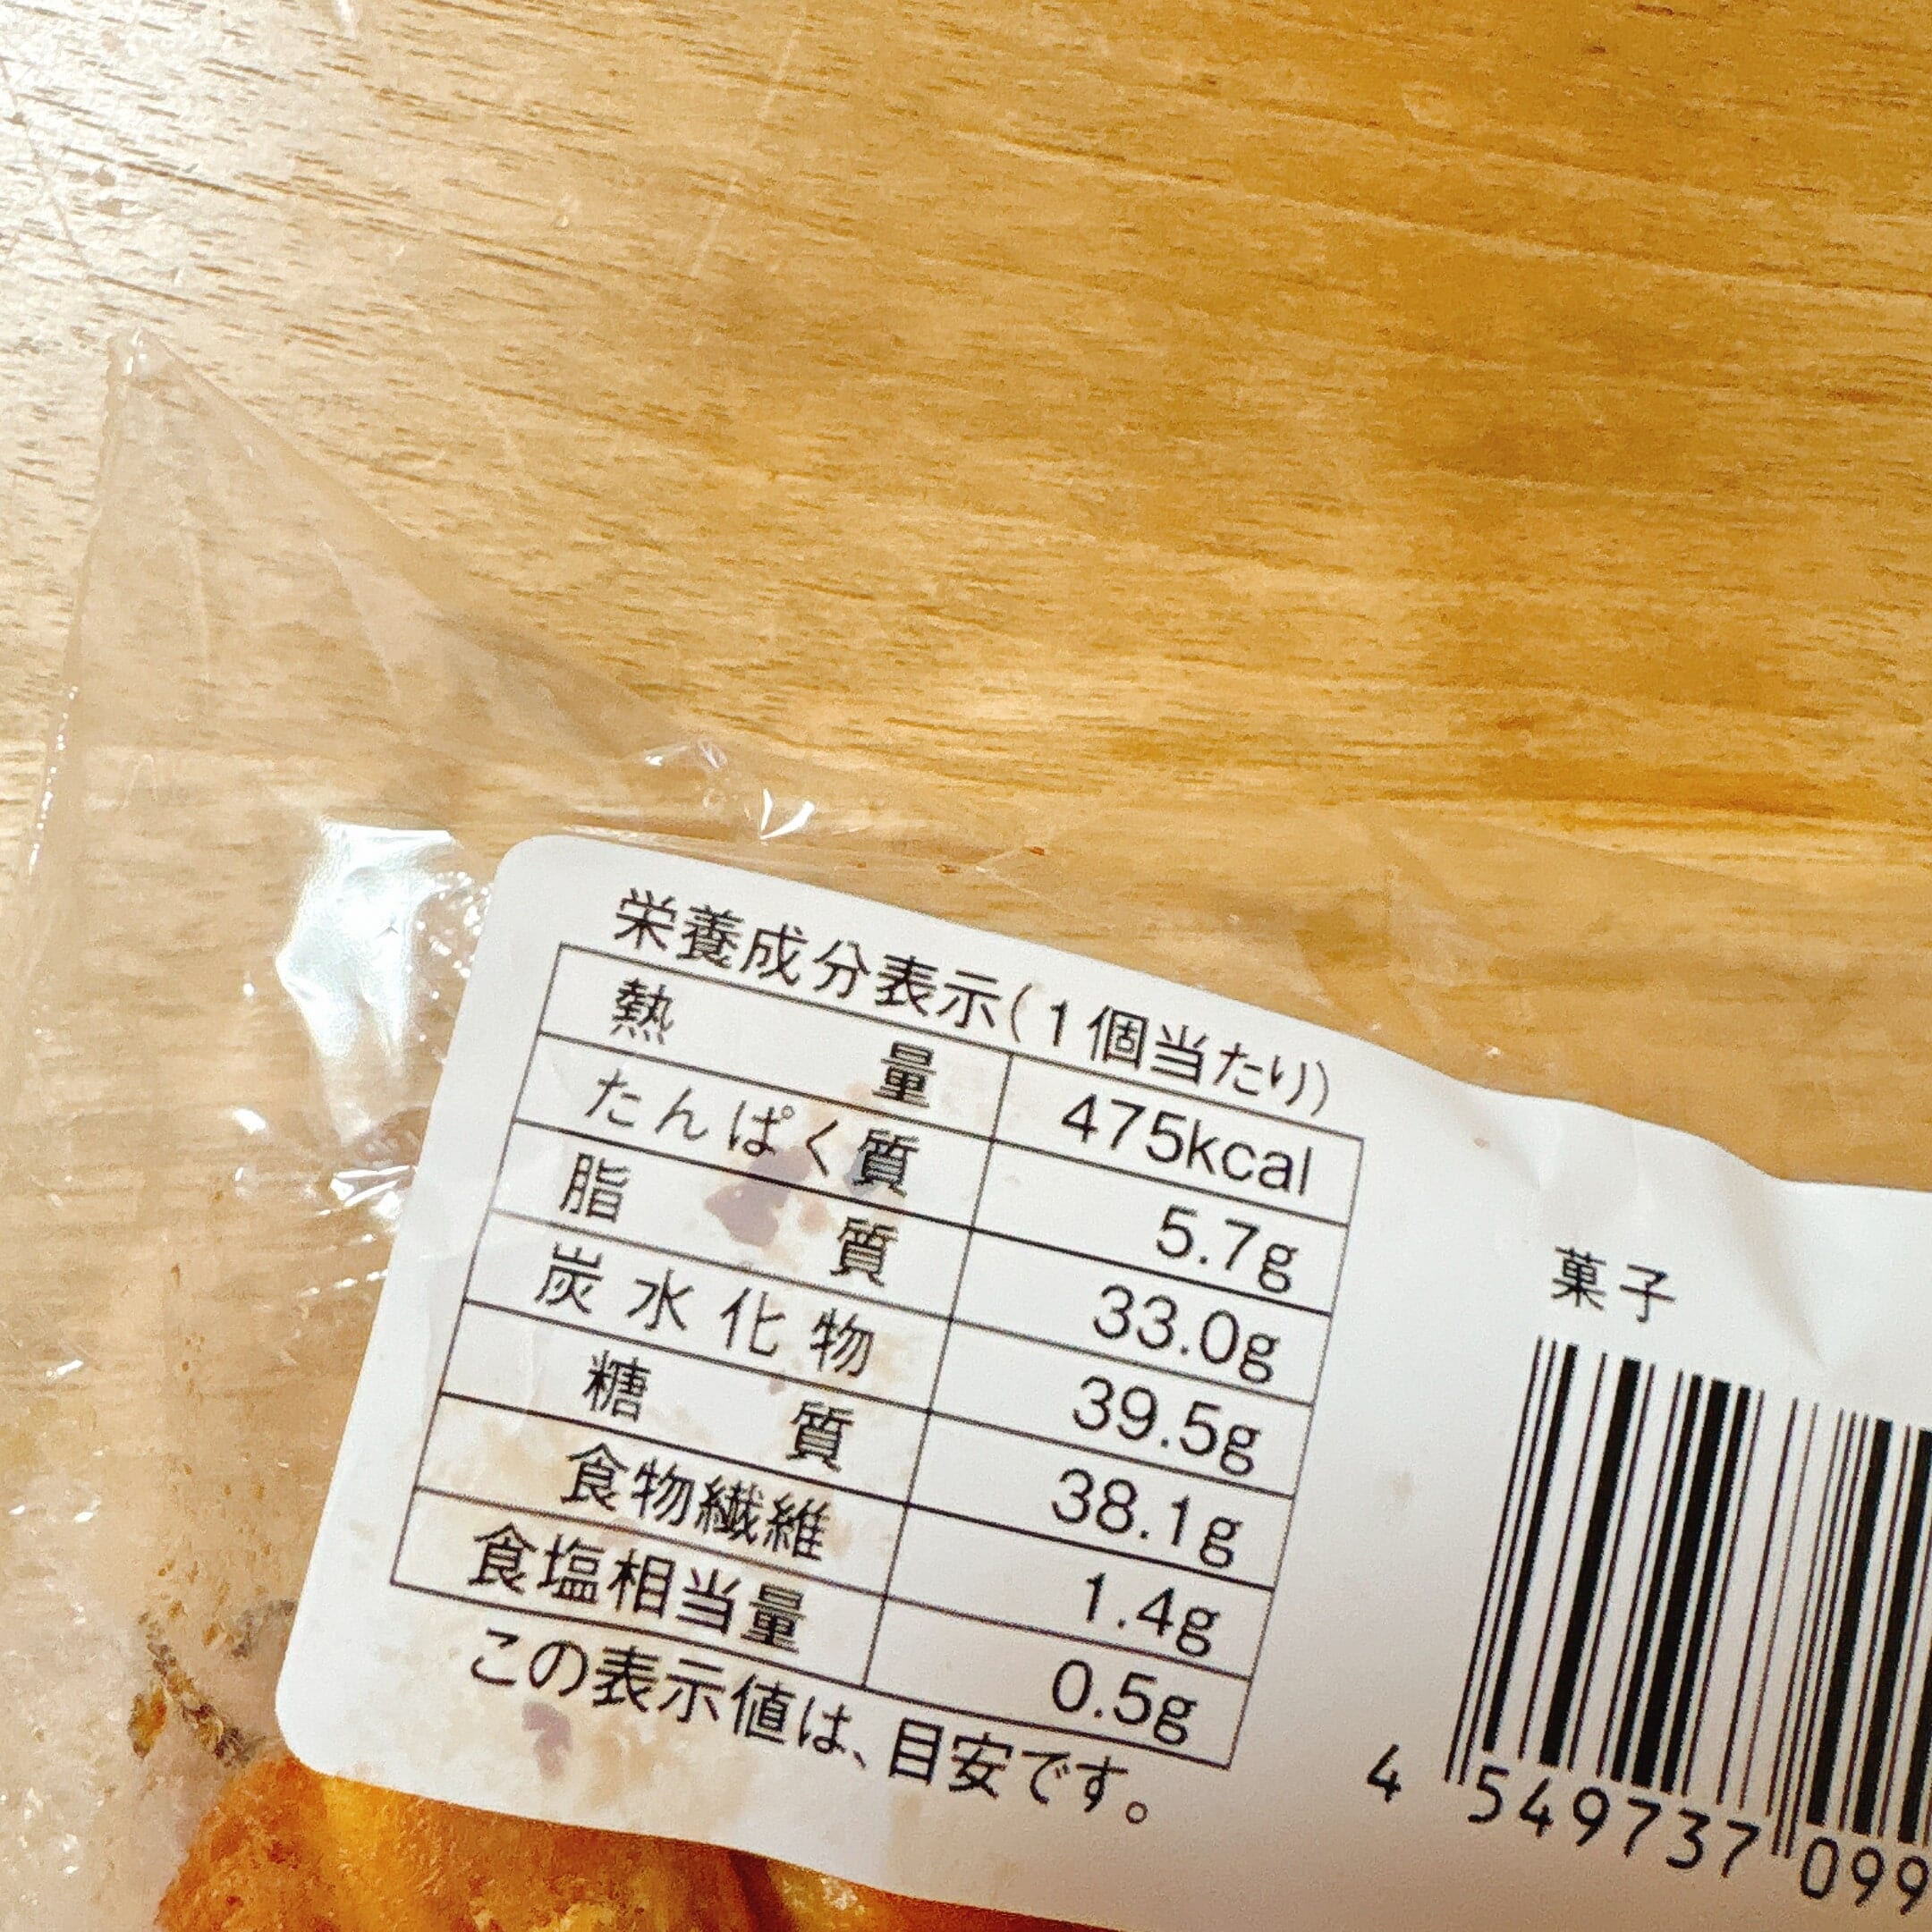 栄養成分表示(1個当たり)
熱量 475kcal
たんぱく質 5.7g
脂質 33.0g
炭水化物 39.5g
糖質 38.1g
食物繊維 1.4g
食塩相当量 0.5g
この表示値は、目安です。
菓子
4 549737 099